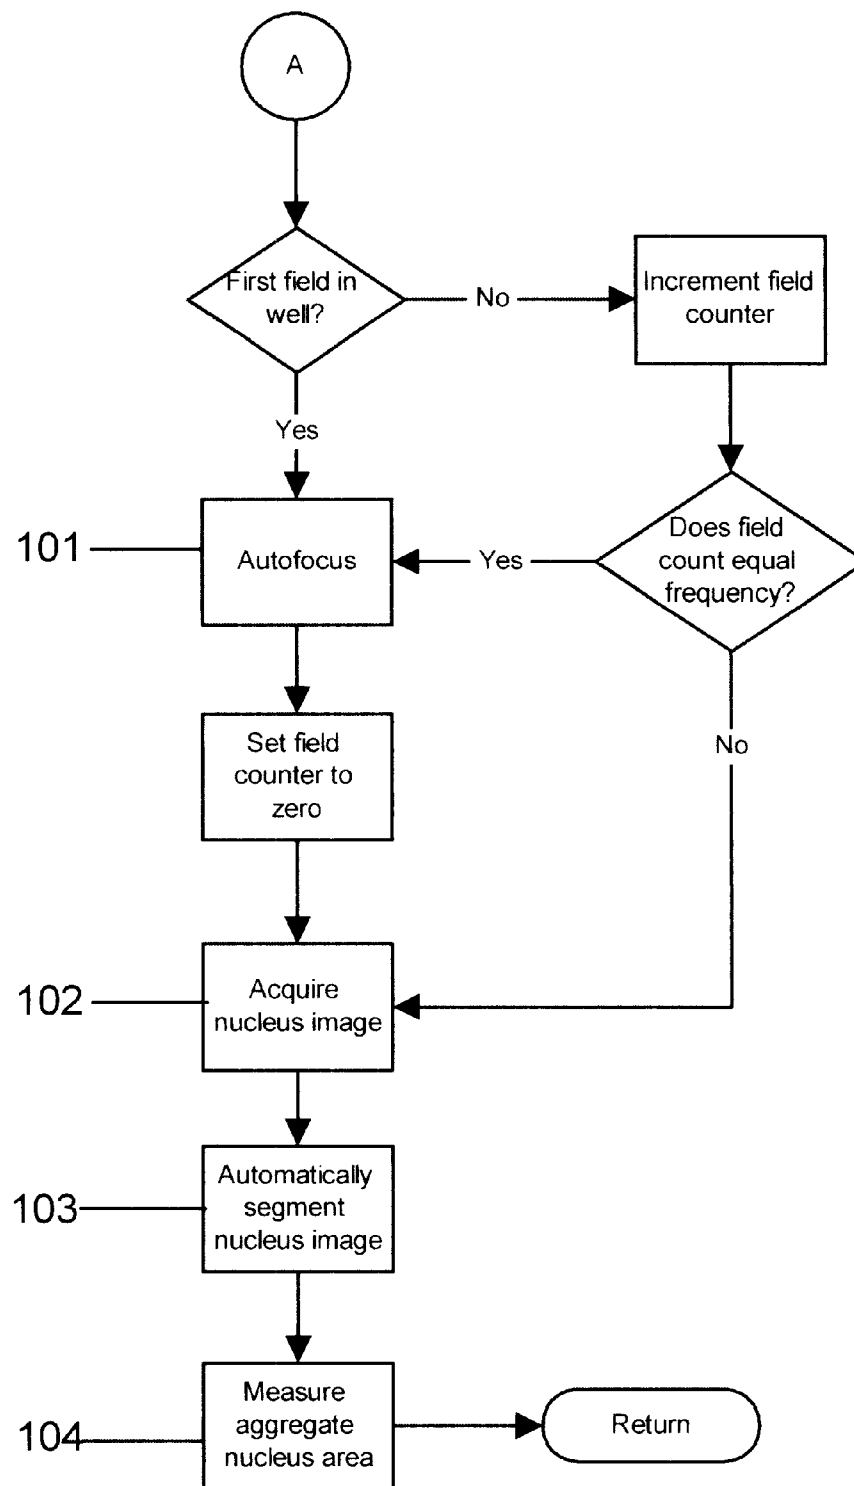 A
First field in
well?
No
Increment field
counter
Yes
101
Autofocus
Yes
Does field
count equal
frequency?
Set field
counter to
zero
No
102
Acquire
nucleus image
103
Automatically
segment
nucleus image
104
Measure
aggregate
nucleus area
Return